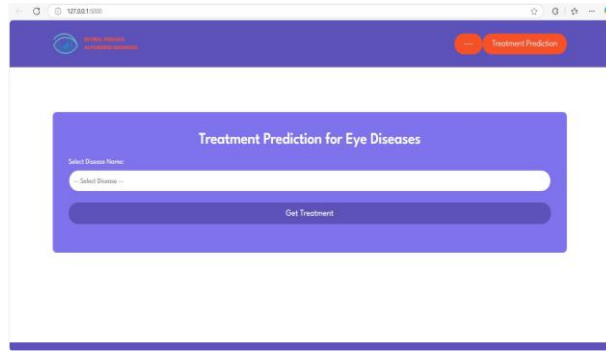 127.0.0.1:5000
Treatment Prediction
Treatment Prediction for Eye Diseases
Select Disease Name:
-- Select Disease --
Get Treatment